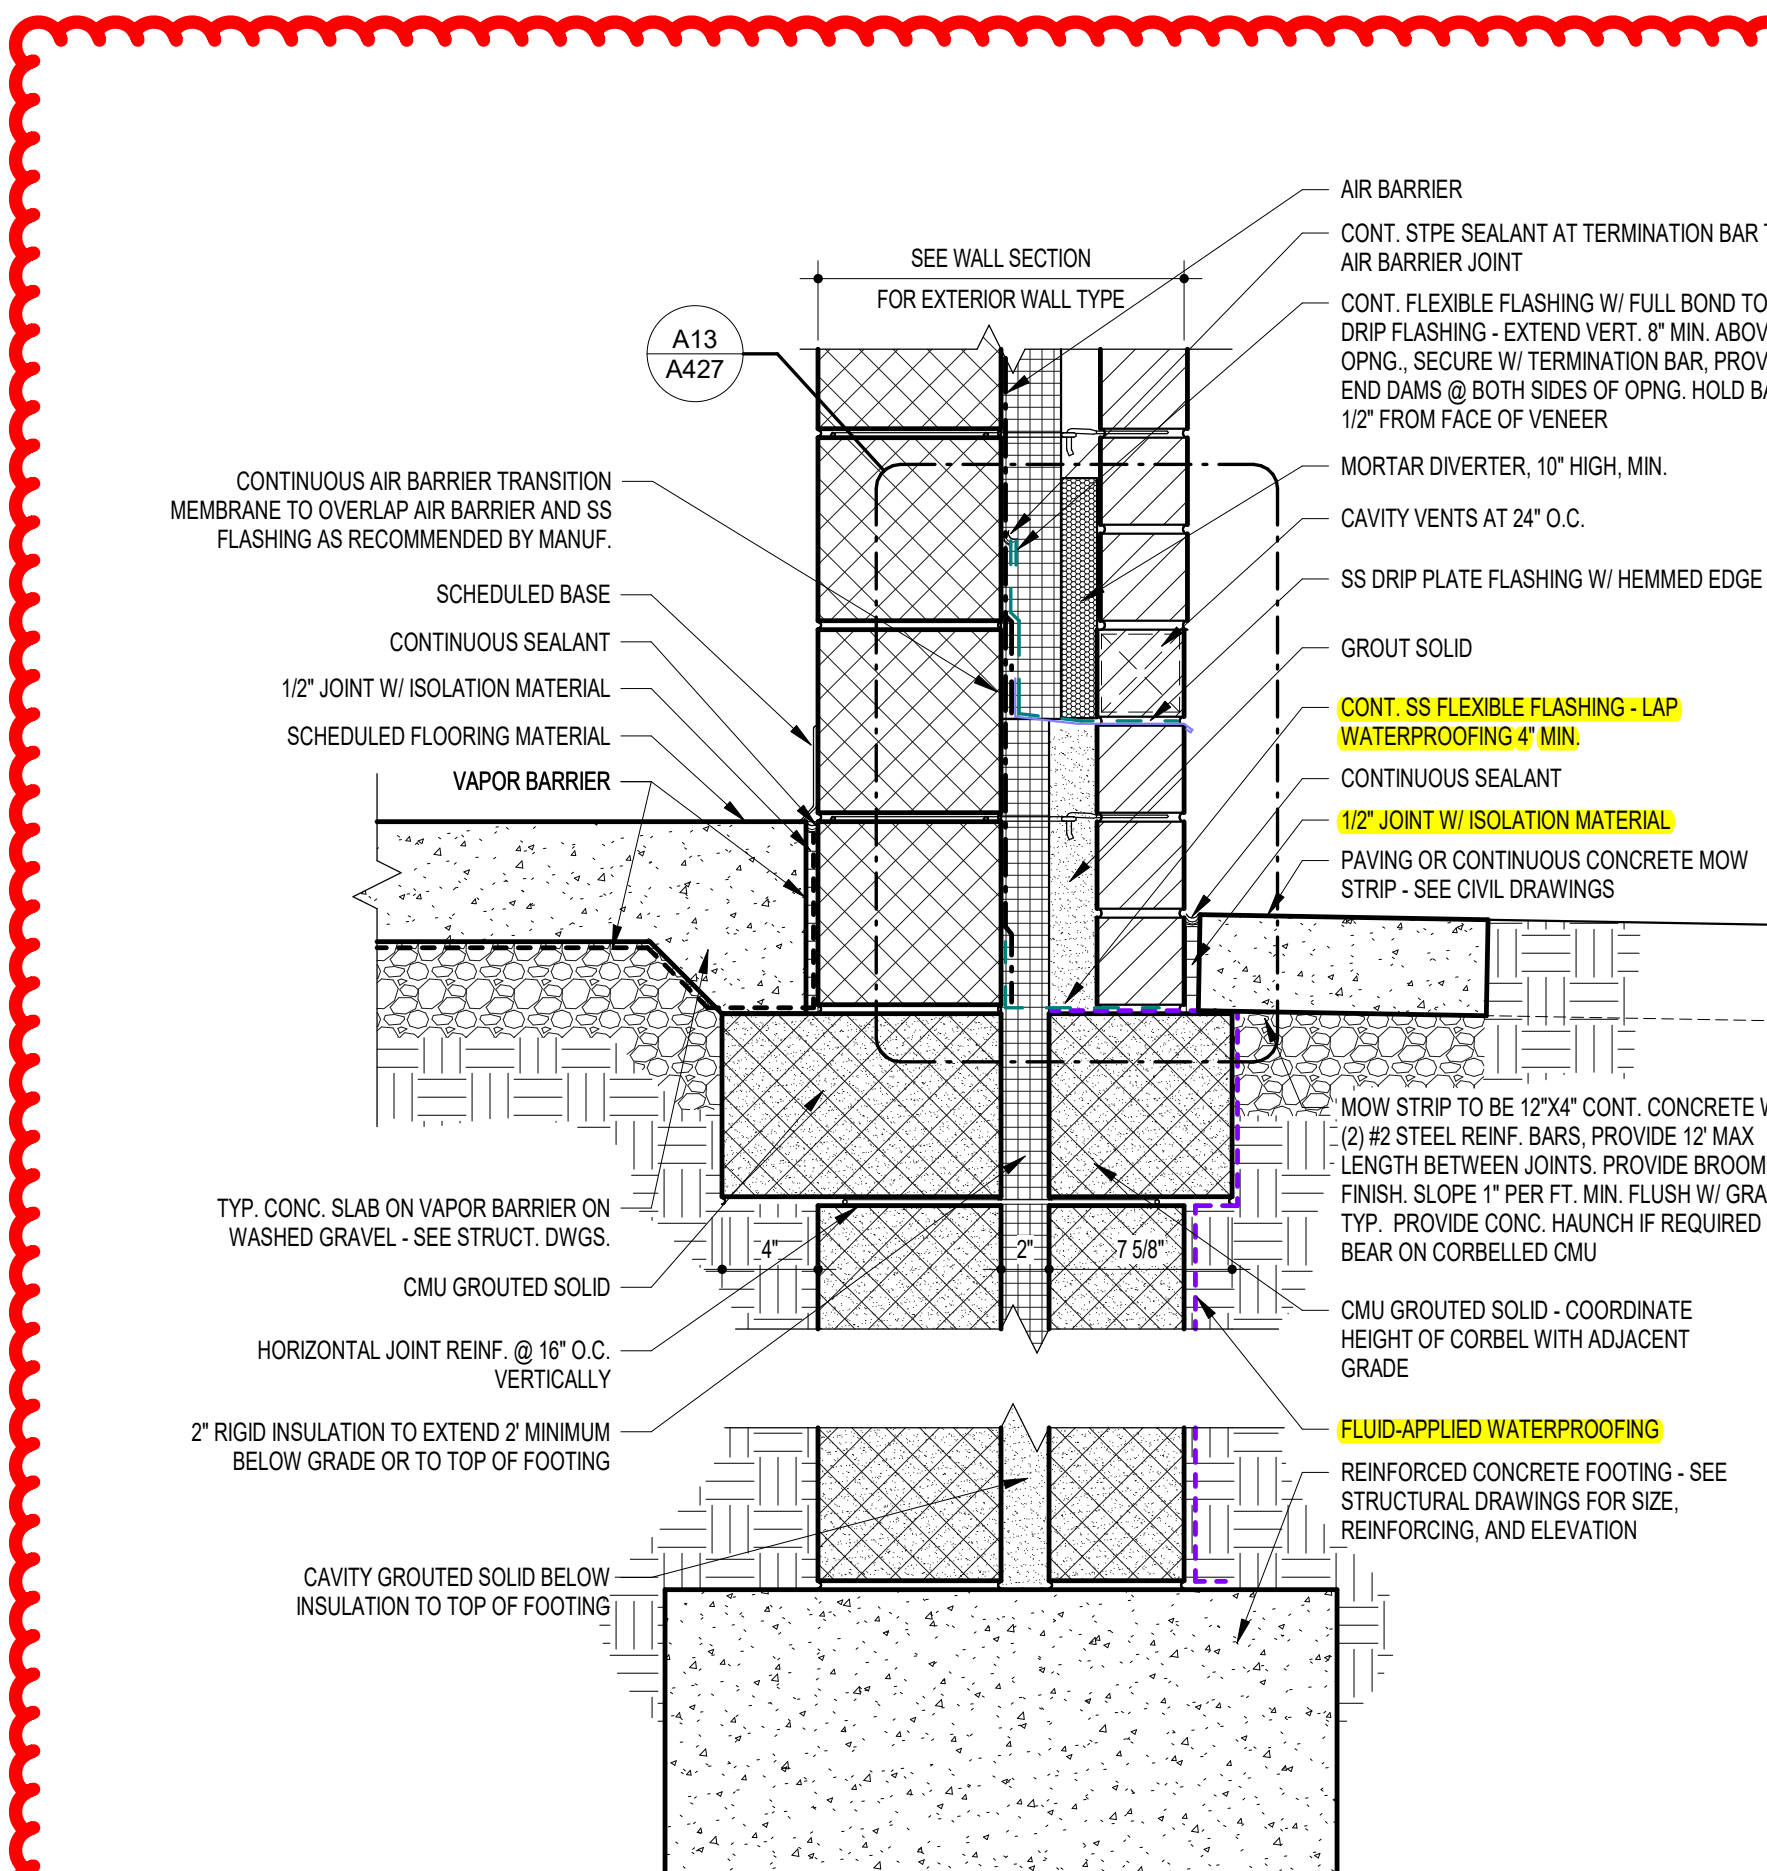 AIR BARRIER
CONT. STPE SEALANT AT TERMINATION BAR
AIR BARRIER JOINT
CONT. FLEXIBLE FLASHING W/ FULL BOND TO
DRIP FLASHING - EXTEND VERT. 8" MIN.
OPNG., SECURE W/ TERMINATION BAR,
END DAMS @ BOTH SIDES OF OPNG. HOLD
1/2" FROM FACE OF VENEER
MORTAR DIVERTER, 10" HIGH, MIN.
CAVITY VENTS AT 24" O.C.
SS DRIP PLATE FLASHING W/ HEMMED EDGE
GROUT SOLID
CONT. SS FLEXIBLE FLASHING - LAP
WATERPROOFING 4" MIN.
CONTINUOUS SEALANT
1/2" JOINT W/ ISOLATION MATERIAL
PAVING OR CONTINUOUS CONCRETE MOW
STRIP - SEE CIVIL DRAWINGS
MOW STRIP TO BE 12"X4" CONT. CONCRETE
(2) #2 STEEL REINF. BARS, PROVIDE 12' MAX
LENGTH BETWEEN JOINTS. PROVIDE BROOM
FINISH. SLOPE 1" PER FT. MIN. FLUSH W/
TYP. PROVIDE CONC. HAUNCH IF REQUIRED
BEAR ON CORBELLED CMU
CMU GROUTED SOLID - COORDINATE
HEIGHT OF CORBEL WITH ADJACENT
GRADE
FLUID-APPLIED WATERPROOFING
REINFORCED CONCRETE FOOTING - SEE
STRUCTURAL DRAWINGS FOR SIZE,
REINFORCING, AND ELEVATION
SEE WALL SECTION
FOR EXTERIOR WALL TYPE
A13
A427
CONTINUOUS AIR BARRIER TRANSITION
MEMBRANE TO OVERLAP AIR BARRIER AND SS
FLASHING AS RECOMMENDED BY MANUF.
SCHEDULED BASE
CONTINUOUS SEALANT
1/2" JOINT W/ ISOLATION MATERIAL
SCHEDULED FLOORING MATERIAL
VAPOR BARRIER
TYP. CONC. SLAB ON VAPOR BARRIER ON
WASHED GRAVEL - SEE STRUCT. DWGS.
CMU GROUTED SOLID
HORIZONTAL JOINT REINF. @ 16" O.C.
VERTICALLY
2" RIGID INSULATION TO EXTEND 2' MINIMUM
BELOW GRADE OR TO TOP OF FOOTING
CAVITY GROUTED SOLID BELOW
INSULATION TO TOP OF FOOTING
4"
2"
7 5/8"